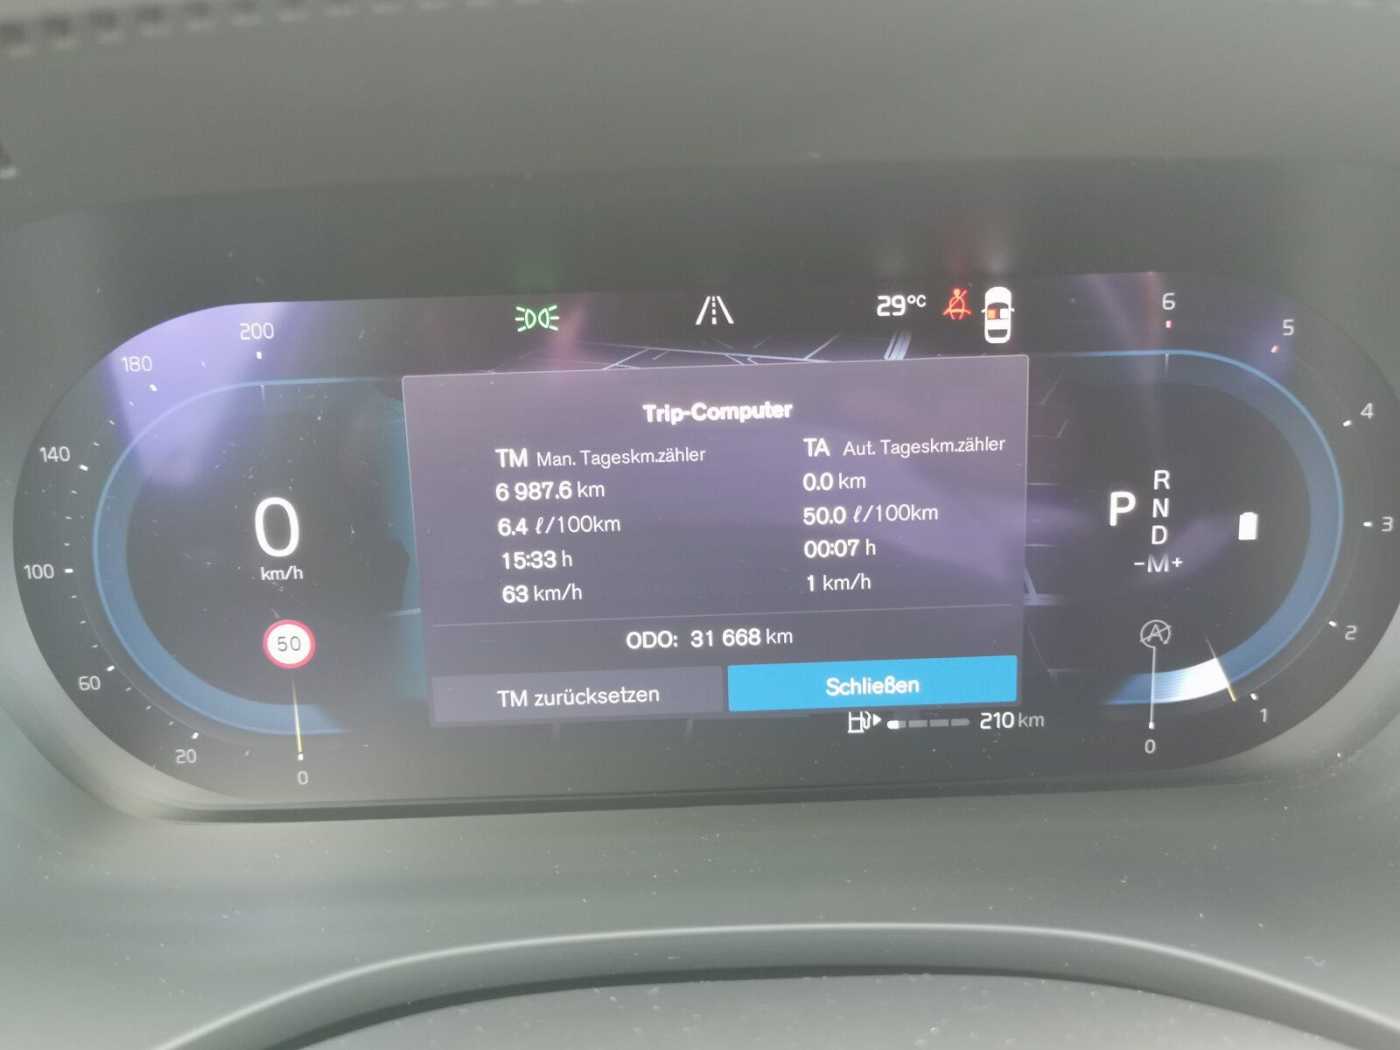 200
180
140
100
60
20
0
29°C
6
5
4
3
2
1
0
Trip-Computer
TM Man. Tageskm.zähler
6 987.6 km
6.4 ℓ/100km
15:33 h
63 km/h
TA Aut. Tageskm.zähler
0.0 km
50.0 ℓ/100km
00:07 h
1 km/h
ODO: 31 668 km
TM zurücksetzen
Schließen
0
km/h
50
P
R
N
D
-M+
A
210 km